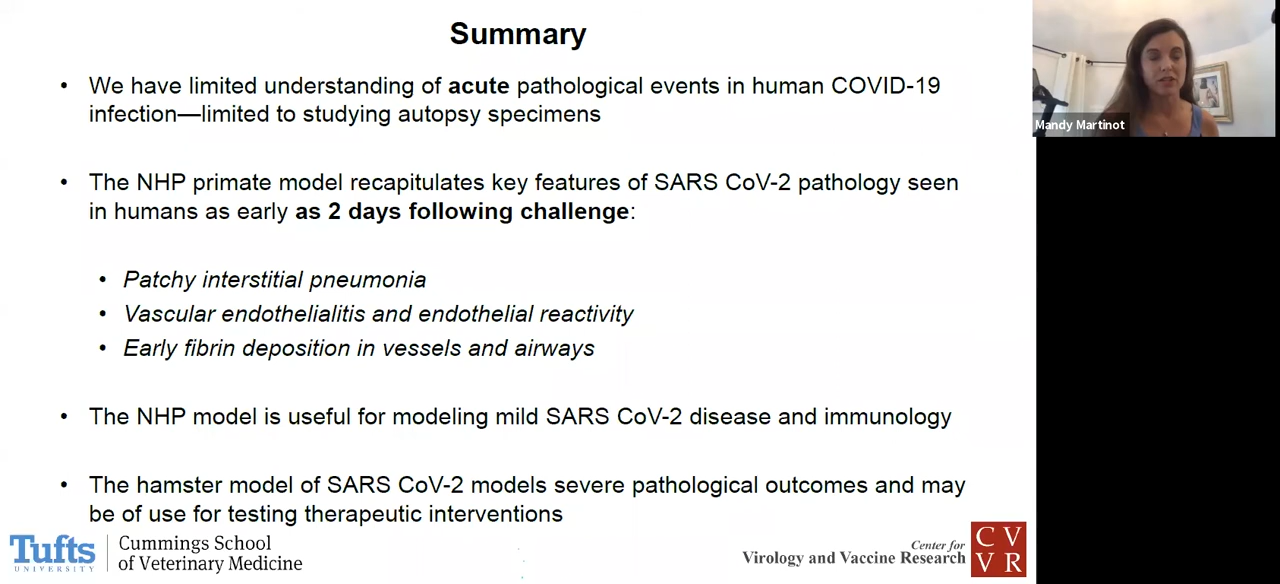 Summary
• We have limited understanding of acute pathological events in human COVID-19
infection—limited to studying autopsy specimens
• The NHP primate model recapitulates key features of SARS CoV-2 pathology seen
in humans as early as 2 days following challenge:
• Patchy interstitial pneumonia
• Vascular endothelialitis and endothelial reactivity
• Early fibrin deposition in vessels and airways
• The NHP model is useful for modeling mild SARS CoV-2 disease and immunology
• The hamster model of SARS CoV-2 models severe pathological outcomes and may
be of use for testing therapeutic interventions
Tufts
UNIVERSITY
Cummings School
of Veterinary Medicine
Center for
Virology and Vaccine Research
C V
V R
Mandy Martinot